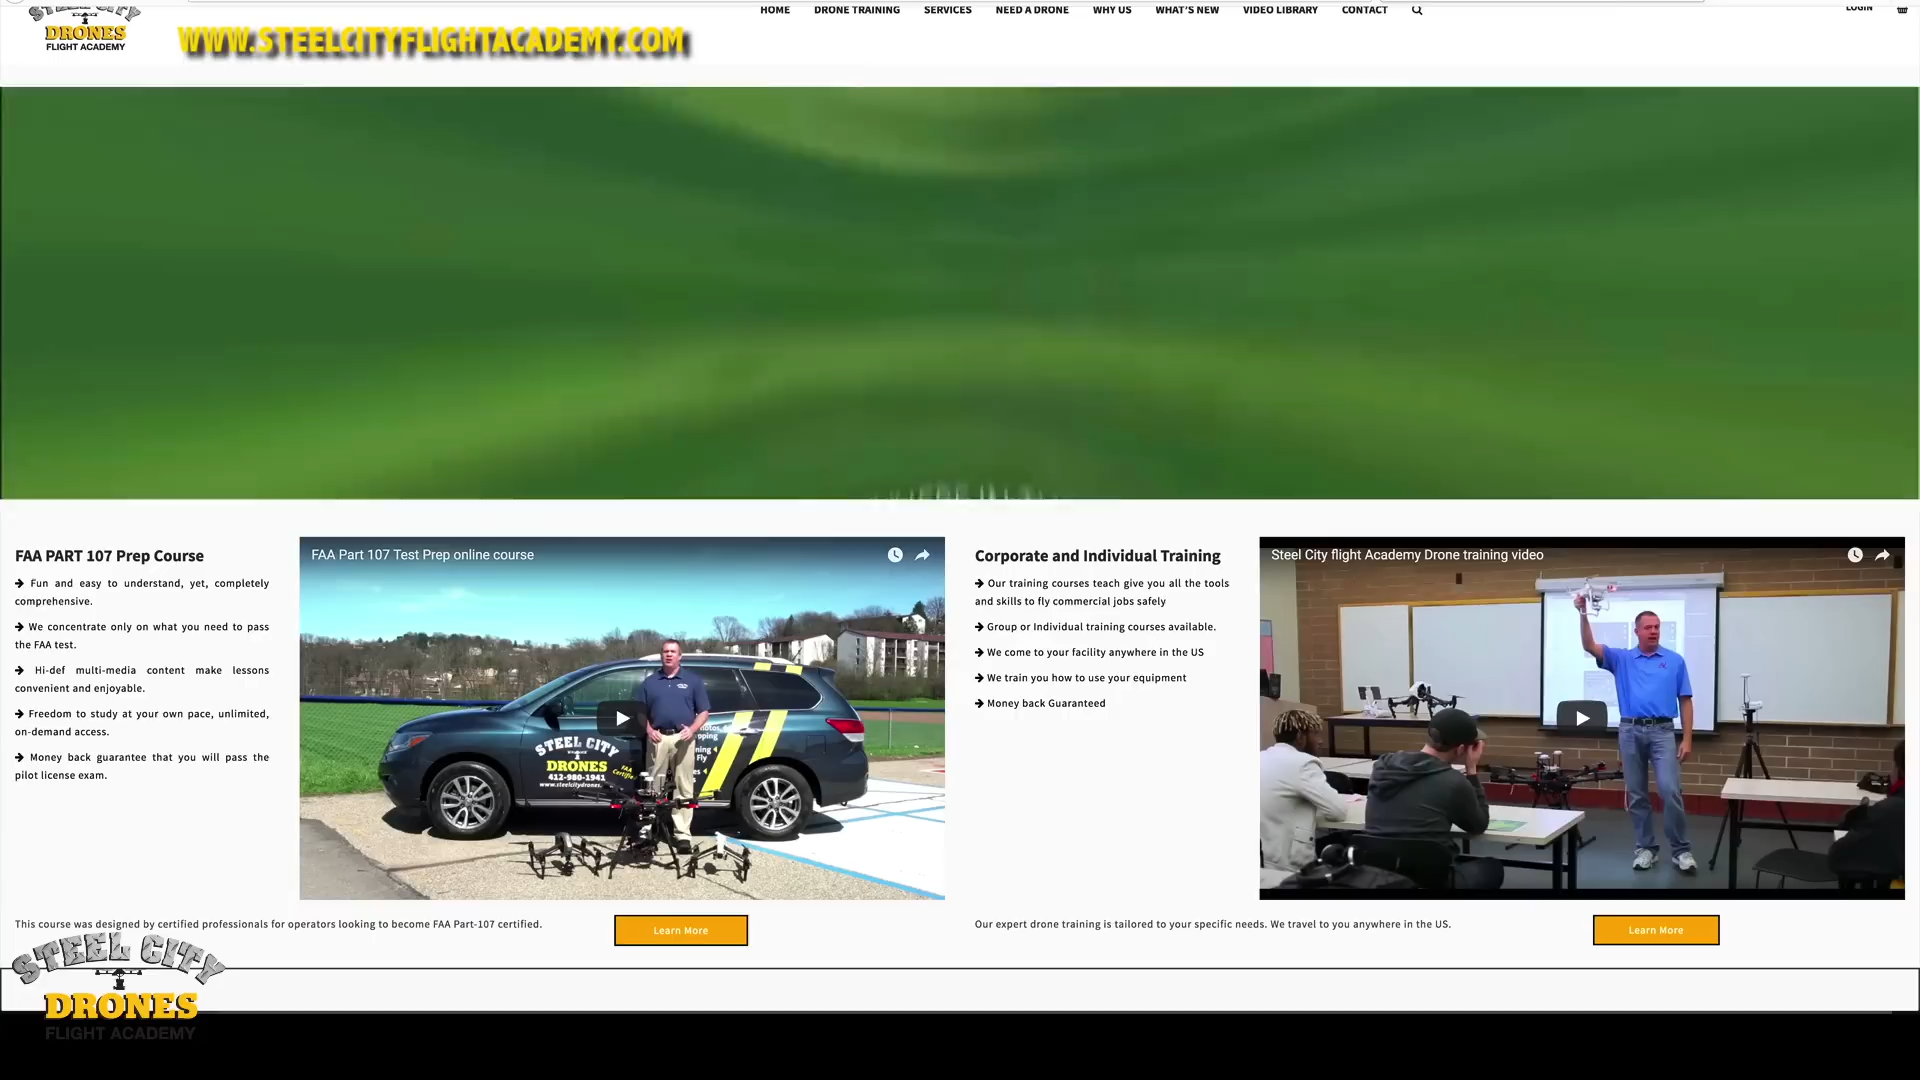 STEEL CITY
DRONES
FLIGHT ACADEMY
WWW.STEELCITYFLIGHTACADEMY.COM
HOME DRONE TRAINING SERVICES NEED A DRONE WHY US WHAT'S NEW VIDEO LIBRARY CONTACT
LOGIN
FAA PART 107 Prep Course
→ Fun and easy to understand, yet, completely
comprehensive.
→ We concentrate only on what you need to pass
the FAA test.
→ Hi-def multi-media content make lessons
convenient and enjoyable.
→ Freedom to study at your own pace, unlimited,
on-demand access.
→ Money back guarantee that you will pass the
pilot license exam.
FAA Part 107 Test Prep online course
STEEL CITY
DRONES
412-980-1941
www.steelcitydrones.
FAA
Certifie
This course was designed by certified professionals for operators looking to become FAA Part-107 certified.
Learn More
Corporate and Individual Training
→ Our training courses teach give you all the tools
and skills to fly commercial jobs safely
→ Group or Individual training courses available.
→ We come to your facility anywhere in the US
→ We train you how to use your equipment
→ Money back Guaranteed
Steel City flight Academy Drone training video
Our expert drone training is tailored to your specific needs. We travel to you anywhere in the US.
Learn More
STEEL CITY
DRONES
FLIGHT ACADEMY